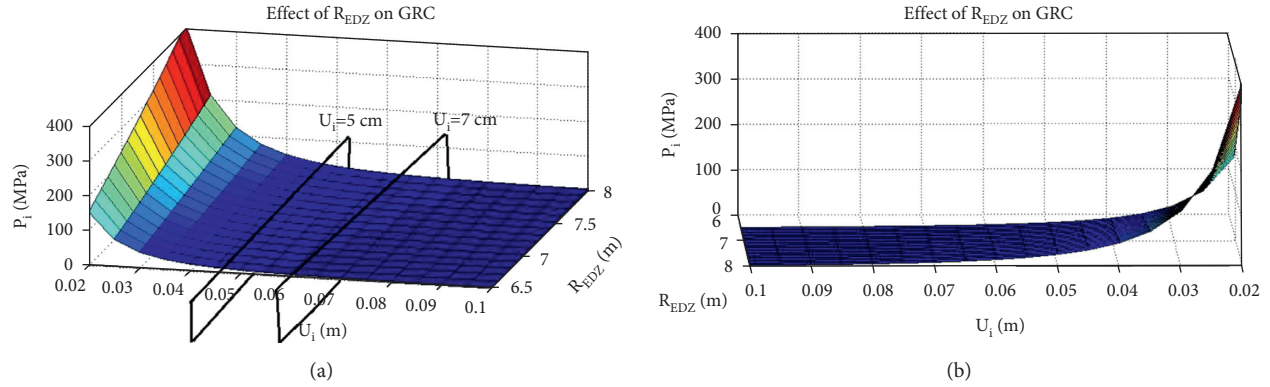 Effect of R_EDZ on GRC
U_i=5 cm
U_i=7 cm
400
300
200
100
0
P_i (MPa)
0.02 0.03 0.04 0.05 0.06 0.07 0.08 0.09 0.1
U_i (m)
6.5
7
7.5
8
R_EDZ (m)
(a)
Effect of R_EDZ on GRC
400
300
200
100
0
P_i (MPa)
6
7
8
R_EDZ (m)
0.1 0.09 0.08 0.07 0.06 0.05 0.04 0.03 0.02
U_i (m)
(b)